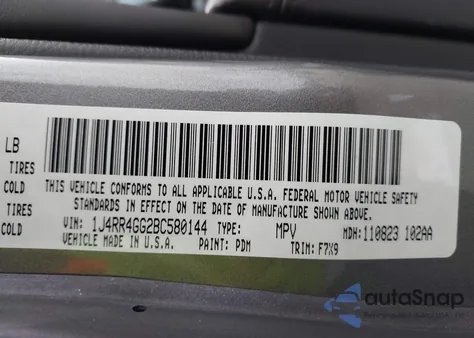 LB
TIRES
COLD
TIRES
COLD
THIS VEHICLE CONFORMS TO ALL APPLICABLE U.S.A. FEDERAL MOTOR VEHICLE SAFETY
STANDARDS IN EFFECT ON THE DATE OF MANUFACTURE SHOWN ABOVE.
VIN: 1J4RR4GG2BC580144 TYPE: MPV MDH: 110823 102AA
VEHICLE MADE IN U.S.A. PAINT: PDM TRIM: F7X9
autoSnap